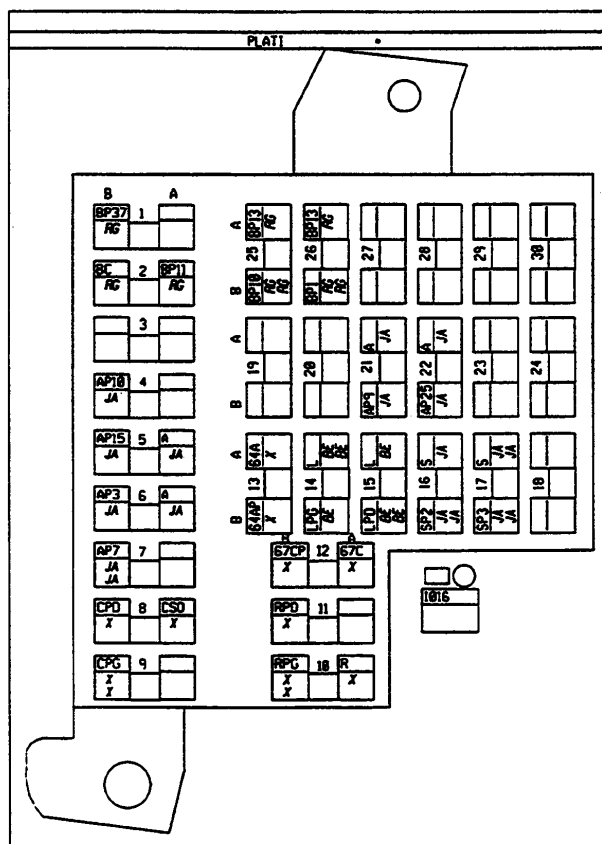 PLAT1
B A
BP37 1
RG
BC 2 BP11
RG RG
3
AP10 4
JA
AP15 5 A
JA JA
AP3 6 A
JA JA
AP7 7
JA
JA
CPD 8 CSD
X X
CPG 9
X
X
A BP13 RG BP13 RG
25 26 27 28 29 30
B BP10 RG RG BP1 RG RG
A A JA A JA
19 20 21 22 23 24
B AP9 JA AP25 JA
A 64A X L BE BE L BE S JA S JA JA
13 14 15 16 17 18
B 64AP X LPG BE LPD BE BE SP2 JA JA SP3 JA JA
B A
67CP 12 67C
X X
RPD 11
X
RPG 10 R
X X
X
1016